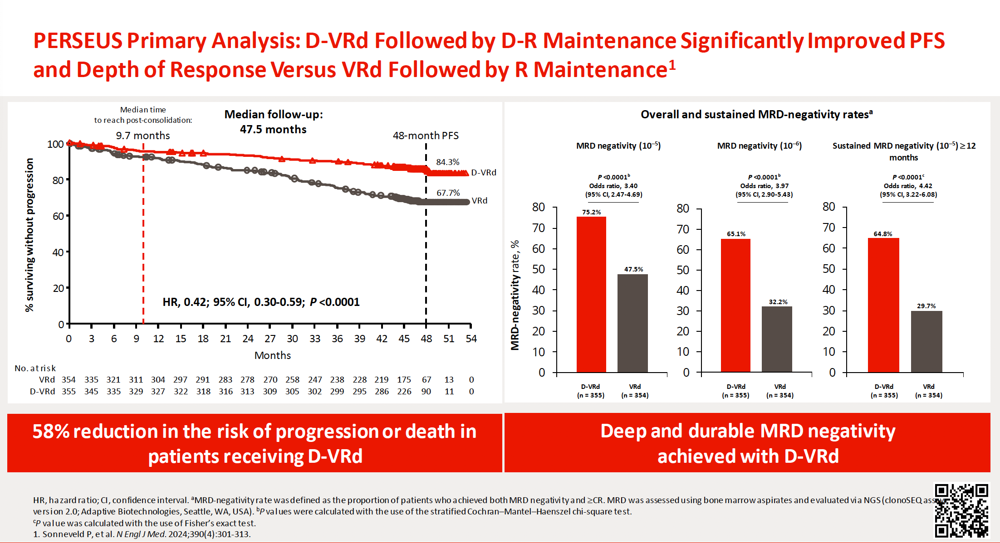 PERSEUS Primary Analysis: D-VRd Followed by D-R Maintenance Significantly Improved PFS
and Depth of Response Versus VRd Followed by R Maintenance¹
Median time
to reach post-consolidation:
9.7 months
Median follow-up:
47.5 months
48-month PFS
84.3%
D-VRd
67.7%
VRd
% surviving without progression
100
80
60
40
20
0
HR, 0.42; 95% CI, 0.30-0.59; P <0.0001
0 3 6 9 12 15 18 21 24 27 30 33 36 39 42 45 48 51 54
Months
No. at risk
VRd 354 335 321 311 304 297 291 283 278 270 258 247 238 228 219 175 67 13 0
D-VRd 355 345 335 329 327 322 318 316 313 309 305 302 299 295 286 226 90 11 0
Overall and sustained MRD-negativity ratesᵃ
MRD-negativity rate, %
MRD negativity (10⁻⁵)
P <0.0001ᵇ
Odds ratio, 3.40
(95% CI, 2.47-4.69)
80
70
60
50
40
30
20
10
0
75.2%
47.5%
D-VRd VRd
(n = 355) (n = 354)
MRD negativity (10⁻⁶)
P <0.0001ᵇ
Odds ratio, 3.97
(95% CI, 2.90-5.43)
80
70
60
50
40
30
20
10
0
65.1%
32.2%
D-VRd VRd
(n = 355) (n = 354)
Sustained MRD negativity (10⁻⁵) ≥12
months
P <0.0001ᶜ
Odds ratio, 4.42
(95% CI, 3.22-6.08)
80
70
60
50
40
30
20
10
0
64.8%
29.7%
D-VRd VRd
(n = 355) (n = 354)
58% reduction in the risk of progression or death in
patients receiving D-VRd
Deep and durable MRD negativity
achieved with D-VRd
HR, hazard ratio; CI, confidence interval. ᵃMRD-negativity rate was defined as the proportion of patients who achieved both MRD negativity and ≥CR. MRD was assessed using bone marrow aspirates and evaluated via NGS (clonoSEQ assay,
version 2.0; Adaptive Biotechnologies, Seattle, WA, USA). ᵇP values were calculated with the use of the stratified Cochran–Mantel–Haenszel chi-square test.
ᶜP value was calculated with the use of Fisher's exact test.
1. Sonneveld P, et al. N Engl J Med. 2024;390(4):301-313.